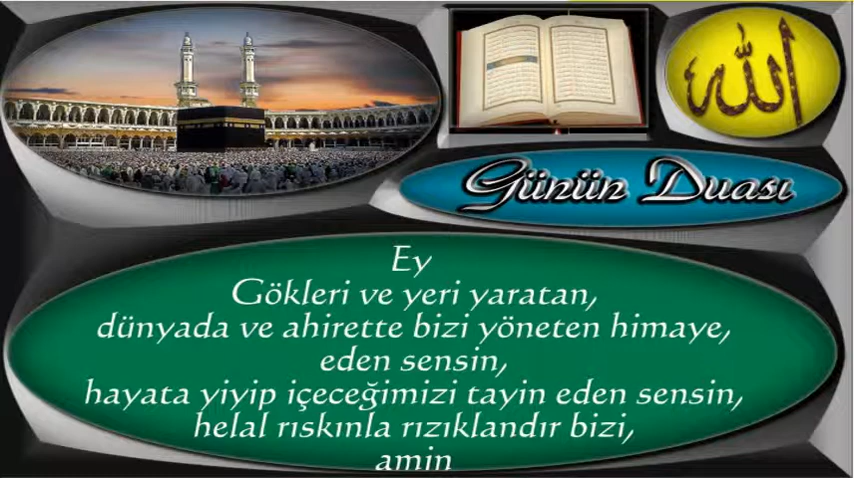 الله
Günün Duası
Ey
Gökleri ve yeri yaratan,
dünyada ve ahirette bizi yöneten himaye,
eden sensin,
hayata yiyip içeceğimizi tayin eden sensin,
helal rıskınla rızıklandır bizi,
amin